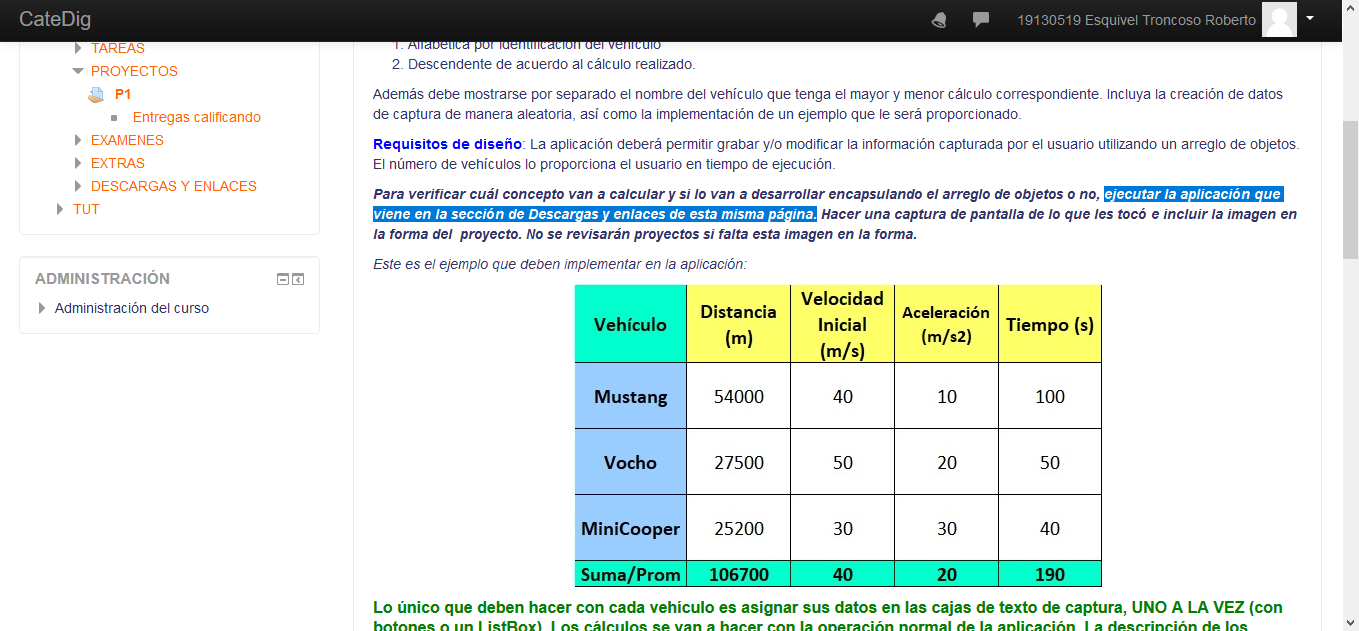 CateDig
19130519 Esquivel Troncoso Roberto
TAREAS
PROYECTOS
P1
Entregas calificando
EXAMENES
EXTRAS
DESCARGAS Y ENLACES
TUT
ADMINISTRACIÓN
Administración del curso
1. Alfabética por identificación del vehículo
2. Descendente de acuerdo al cálculo realizado.
Además debe mostrarse por separado el nombre del vehículo que tenga el mayor y menor cálculo correspondiente. Incluya la creación de datos
de captura de manera aleatoria, así como la implementación de un ejemplo que le será proporcionado.
Requisitos de diseño: La aplicación deberá permitir grabar y/o modificar la información capturada por el usuario utilizando un arreglo de objetos.
El número de vehículos lo proporciona el usuario en tiempo de ejecución.
Para verificar cuál concepto van a calcular y si lo van a desarrollar encapsulando el arreglo de objetos o no, ejecutar la aplicación que
viene en la sección de Descargas y enlaces de esta misma página. Hacer una captura de pantalla de lo que les tocó e incluir la imagen en
la forma del proyecto. No se revisarán proyectos si falta esta imagen en la forma.
Este es el ejemplo que deben implementar en la aplicación:
Vehículo Distancia (m) Velocidad Inicial (m/s) Aceleración (m/s2) Tiempo (s)
Mustang 54000 40 10 100
Vocho 27500 50 20 50
MiniCooper 25200 30 30 40
Suma/Prom 106700 40 20 190
Lo único que deben hacer con cada vehículo es asignar sus datos en las cajas de texto de captura, UNO A LA VEZ (con
botones o un ListBox). Los cálculos se van a hacer con la operación normal de la aplicación. La descripción de los